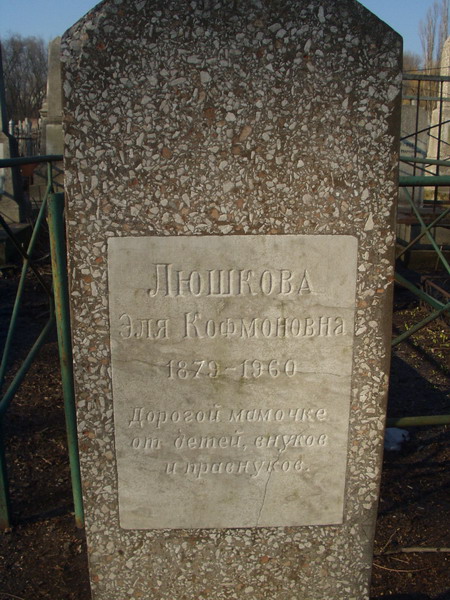 Люшкова
Эля Кофмоновна
1879-1960
Дорогой мамочке
от детей, внуков
и правнуков.